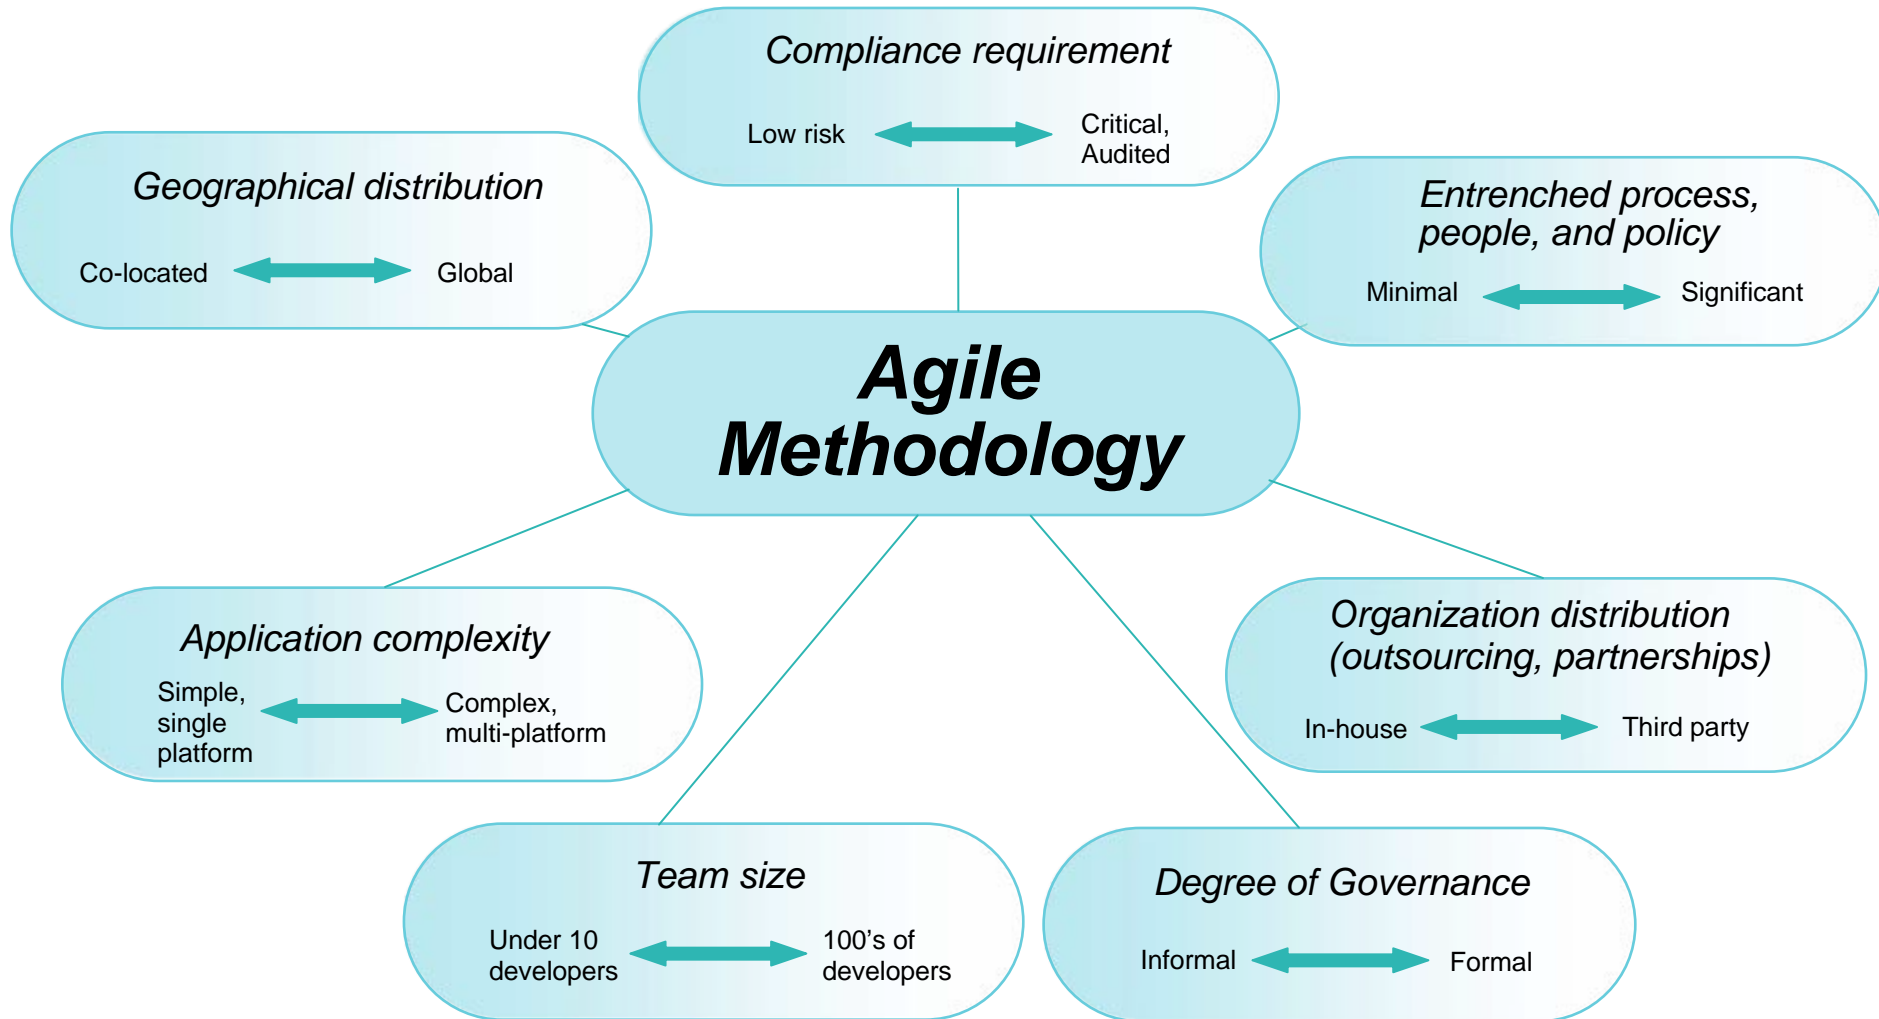 Compliance requirement
Low risk
Critical,
Audited
Geographical distribution
Co-located
Global
Entrenched process,
people, and policy
Minimal
Significant
Agile
Methodology
Application complexity
Simple,
single
platform
Complex,
multi-platform
Organization distribution
(outsourcing, partnerships)
In-house
Third party
Team size
Under 10
developers
100’s of
developers
Degree of Governance
Informal
Formal